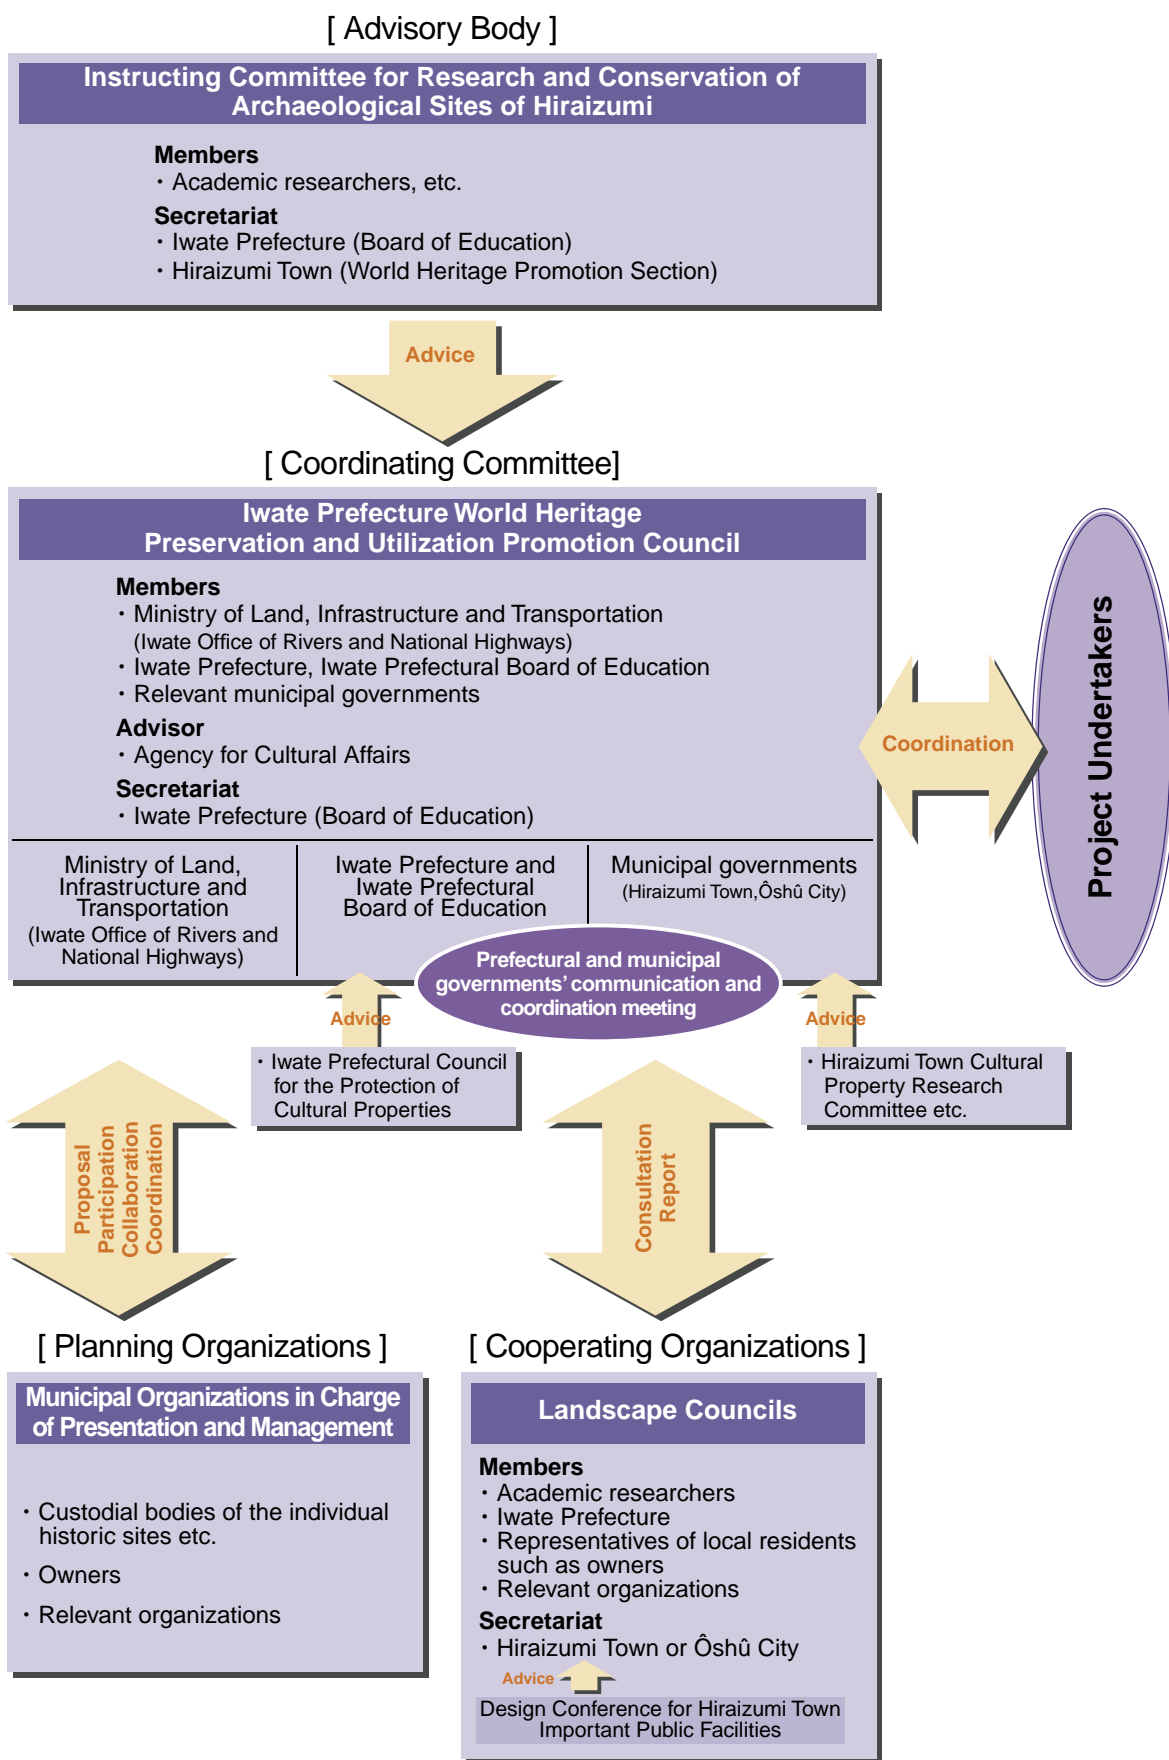 [ Advisory Body ]
Instructing Committee for Research and Conservation of
Archaeological Sites of Hiraizumi
Members
・Academic researchers, etc.
Secretariat
・Iwate Prefecture (Board of Education)
・Hiraizumi Town (World Heritage Promotion Section)
Advice
[ Coordinating Committee]
Iwate Prefecture World Heritage
Preservation and Utilization Promotion Council
Members
・Ministry of Land, Infrastructure and Transportation
(Iwate Office of Rivers and National Highways)
・Iwate Prefecture, Iwate Prefectural Board of Education
・Relevant municipal governments
Advisor
・Agency for Cultural Affairs
Secretariat
・Iwate Prefecture (Board of Education)
Coordination
Project Undertakers
Ministry of Land,
Infrastructure and
Transportation
(Iwate Office of Rivers and
National Highways)
Iwate Prefecture and
Iwate Prefectural
Board of Education
Municipal governments
(Hiraizumi Town,Ôshû City)
Prefectural and municipal
governments’ communication and
coordination meeting
Advice
・Iwate Prefectural Council
for the Protection of
Cultural Properties
Advice
・Hiraizumi Town Cultural
Property Research
Committee etc.
Proposal
Participation
Collaboration
Coordination
Consultation
Report
[ Planning Organizations ]
Municipal Organizations in Charge
of Presentation and Management
・Custodial bodies of the individual
historic sites etc.
・Owners
・Relevant organizations
[ Cooperating Organizations ]
Landscape Councils
Members
・Academic researchers
・Iwate Prefecture
・Representatives of local residents
such as owners
・Relevant organizations
Secretariat
・Hiraizumi Town or Ôshû City
Advice
Design Conference for Hiraizumi Town
Important Public Facilities